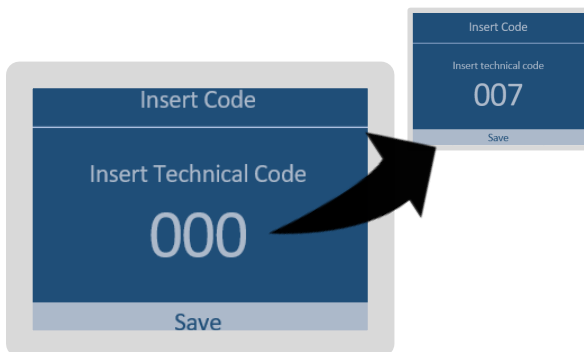 Insert Code
Insert Technical Code
000
Save
Insert Code
Insert technical code
007
Save